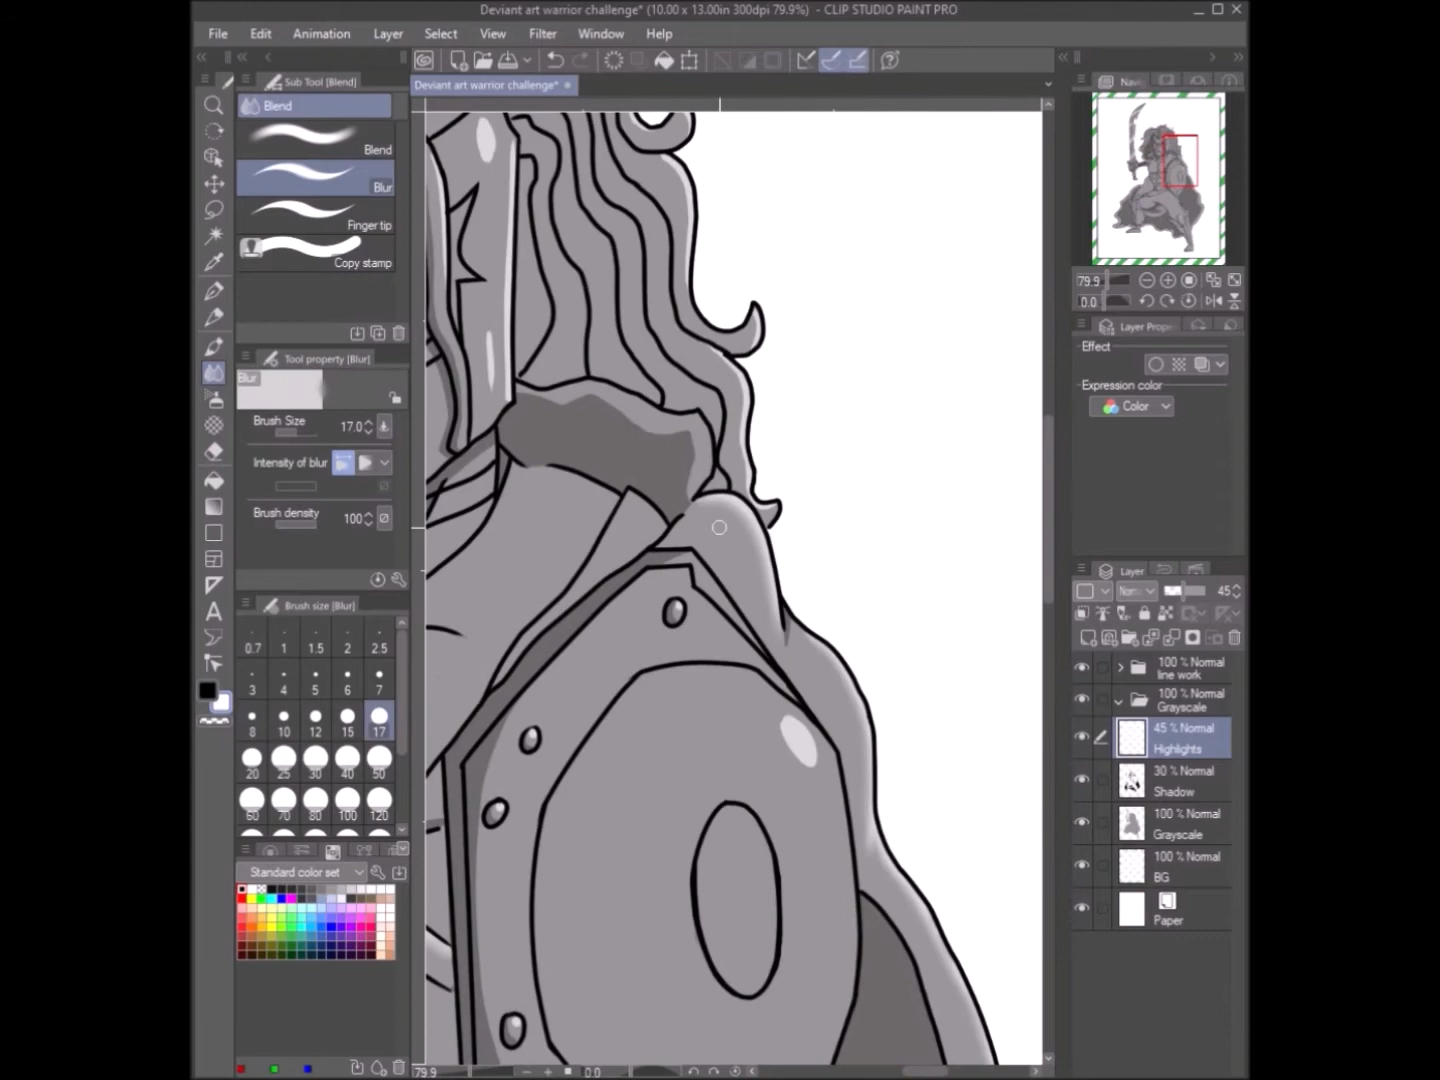 Deviant art warrior challenge* (10.00 x 13.00in 300dpi 79.9%) - CLIP STUDIO PAINT PRO
File Edit Animation Layer Select View Filter Window Help
Sub Tool [Blend]
Deviant art warrior challenge*
Blend
Blend
Blur
Finger tip
Copy stamp
Tool property [Blur]
Blur
Brush Size 17.0
Intensity of blur
Brush density 100
Brush size [Blur]
0.7 1 1.5 2 2.5
3 4 5 6 7
8 10 12 15 17
20 25 30 40 50
60 70 80 100 120
Standard color set
79.9 0.0
79.9
0.0
Effect
Expression color
Color
Layer
45
100 % Normal
line work
100 % Normal
Grayscale
45 % Normal
Highlights
30 % Normal
Shadow
100 % Normal
Grayscale
100 % Normal
BG
Paper